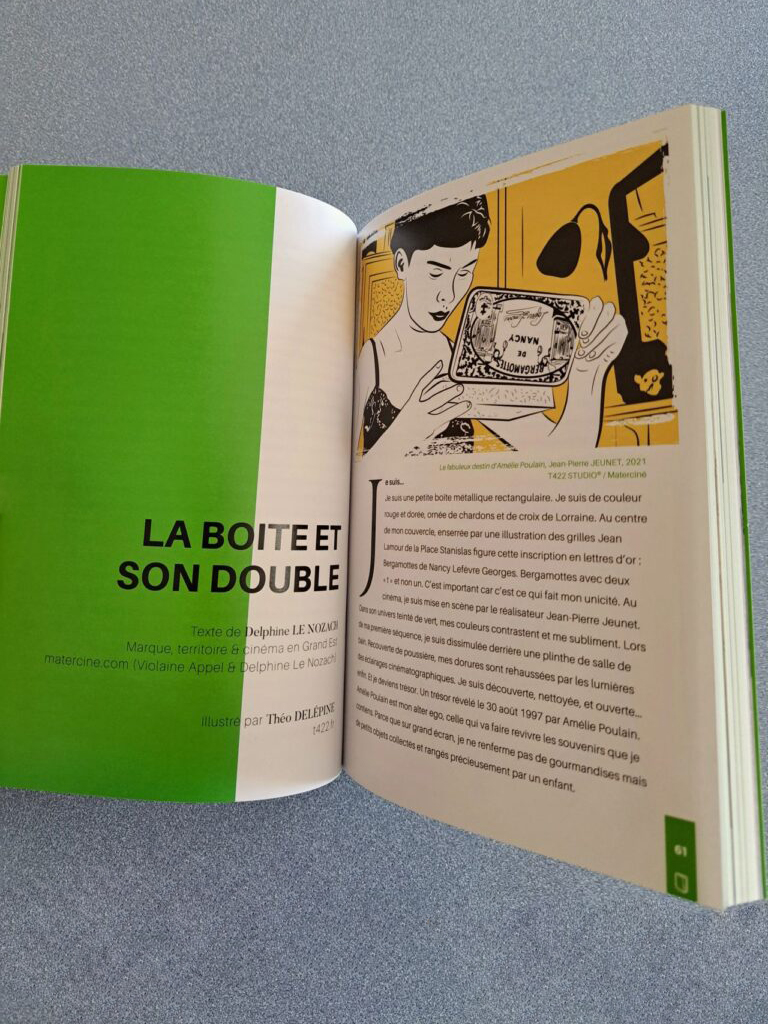 LA BOITE ET
SON DOUBLE
Texte de Delphine LE NOZACH
Marque, territoire & cinéma en Grand Est
matercine.com (Violaine Appel & Delphine Le Nozach)
Illustré par Théo DELÉPINE
t422.fr
BERGAMOTTES
DE
NANCY
Le fabuleux destin d'Amélie Poulain, Jean-Pierre JEUNET, 2021
T422 STUDIO® / Materciné
Je suis...
Je suis une petite boîte métallique rectangulaire. Je suis de couleur
rouge et dorée, ornée de chardons et de croix de Lorraine. Au centre
de mon couvercle, enserrée par une illustration des grilles Jean
Lamour de la Place Stanislas figure cette inscription en lettres d'or :
Bergamottes de Nancy Lefèvre Georges. Bergamottes avec deux
« t » et non un. C'est important car c'est ce qui fait mon unicité. Au
cinéma, je suis mise en scène par le réalisateur Jean-Pierre Jeunet.
Dans son univers teinté de vert, mes couleurs contrastent et me subliment. Lors
de ma première séquence, je suis dissimulée derrière une plinthe de salle de
bain. Recouverte de poussière, mes dorures sont rehaussées par les lumières
des éclairages cinématographiques. Je suis découverte, nettoyée, et ouverte...
enfin. Et je deviens trésor. Un trésor révélé le 30 août 1997 par Amélie Poulain.
Amélie Poulain est mon alter ego, celle qui va faire revivre les souvenirs que je
contiens. Parce que sur grand écran, je ne renferme pas de gourmandises mais
de petits objets collectés et rangés précieusement par un enfant.
61